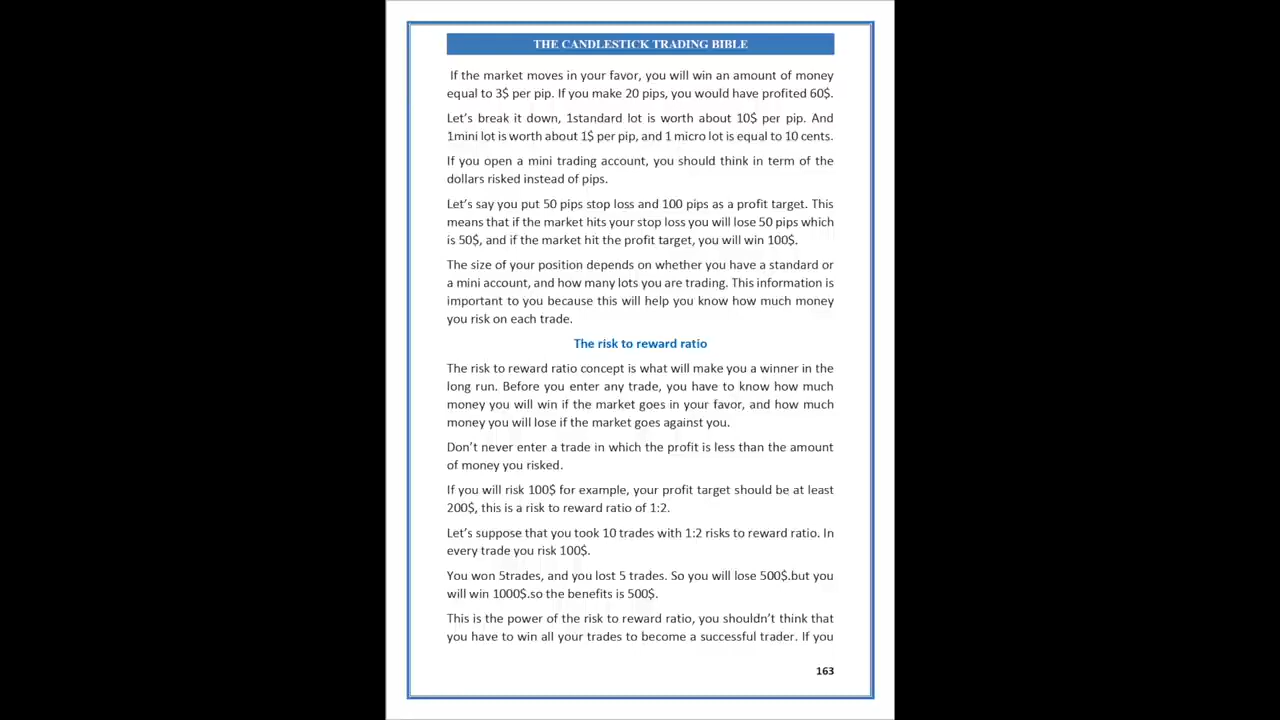 THE CANDLESTICK TRADING BIBLE
If the market moves in your favor, you will win an amount of money
equal to 3$ per pip. If you make 20 pips, you would have profited 60$.
Let's break it down, 1standard lot is worth about 10$ per pip. And
1mini lot is worth about 1$ per pip, and 1 micro lot is equal to 10 cents.
If you open a mini trading account, you should think in term of the
dollars risked instead of pips.
Let's say you put 50 pips stop loss and 100 pips as a profit target. This
means that if the market hits your stop loss you will lose 50 pips which
is 50$, and if the market hit the profit target, you will win 100$.
The size of your position depends on whether you have a standard or
a mini account, and how many lots you are trading. This information is
important to you because this will help you know how much money
you risk on each trade.
The risk to reward ratio
The risk to reward ratio concept is what will make you a winner in the
long run. Before you enter any trade, you have to know how much
money you will win if the market goes in your favor, and how much
money you will lose if the market goes against you.
Don't never enter a trade in which the profit is less than the amount
of money you risked.
If you will risk 100$ for example, your profit target should be at least
200$, this is a risk to reward ratio of 1:2.
Let's suppose that you took 10 trades with 1:2 risks to reward ratio. In
every trade you risk 100$.
You won 5trades, and you lost 5 trades. So you will lose 500$.but you
will win 1000$.so the benefits is 500$.
This is the power of the risk to reward ratio, you shouldn't think that
you have to win all your trades to become a successful trader. If you
163